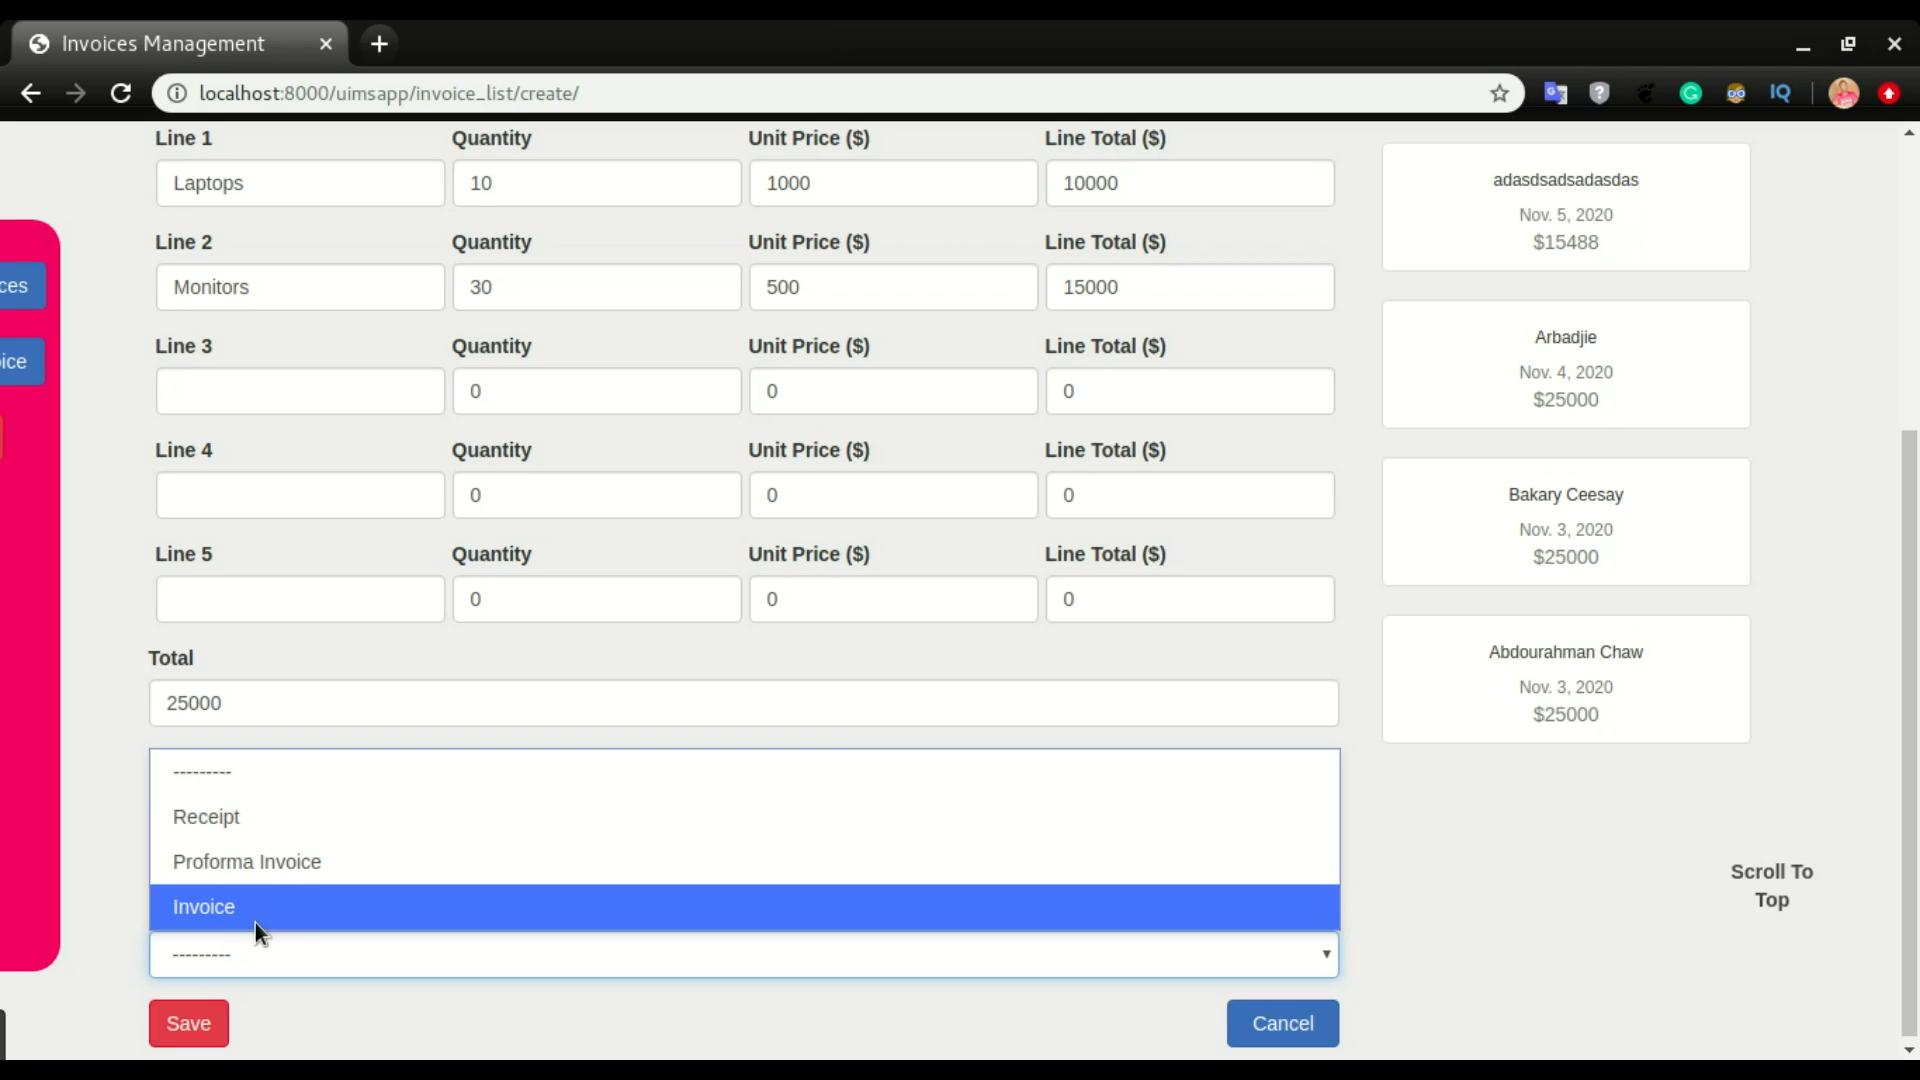 Invoices Management
localhost:8000/uimsapp/invoice_list/create/
IQ
Line 1 Quantity Unit Price ($) Line Total ($)
Laptops 10 1000 10000
Line 2 Quantity Unit Price ($) Line Total ($)
Monitors 30 500 15000
Line 3 Quantity Unit Price ($) Line Total ($)
0 0 0
Line 4 Quantity Unit Price ($) Line Total ($)
0 0 0
Line 5 Quantity Unit Price ($) Line Total ($)
0 0 0
Total
25000
---------
Receipt
Proforma Invoice
Invoice
---------
Save Cancel
ces
oice
adasdsadsadasdas
Nov. 5, 2020
$15488
Arbadjie
Nov. 4, 2020
$25000
Bakary Ceesay
Nov. 3, 2020
$25000
Abdourahman Chaw
Nov. 3, 2020
$25000
Scroll To
Top